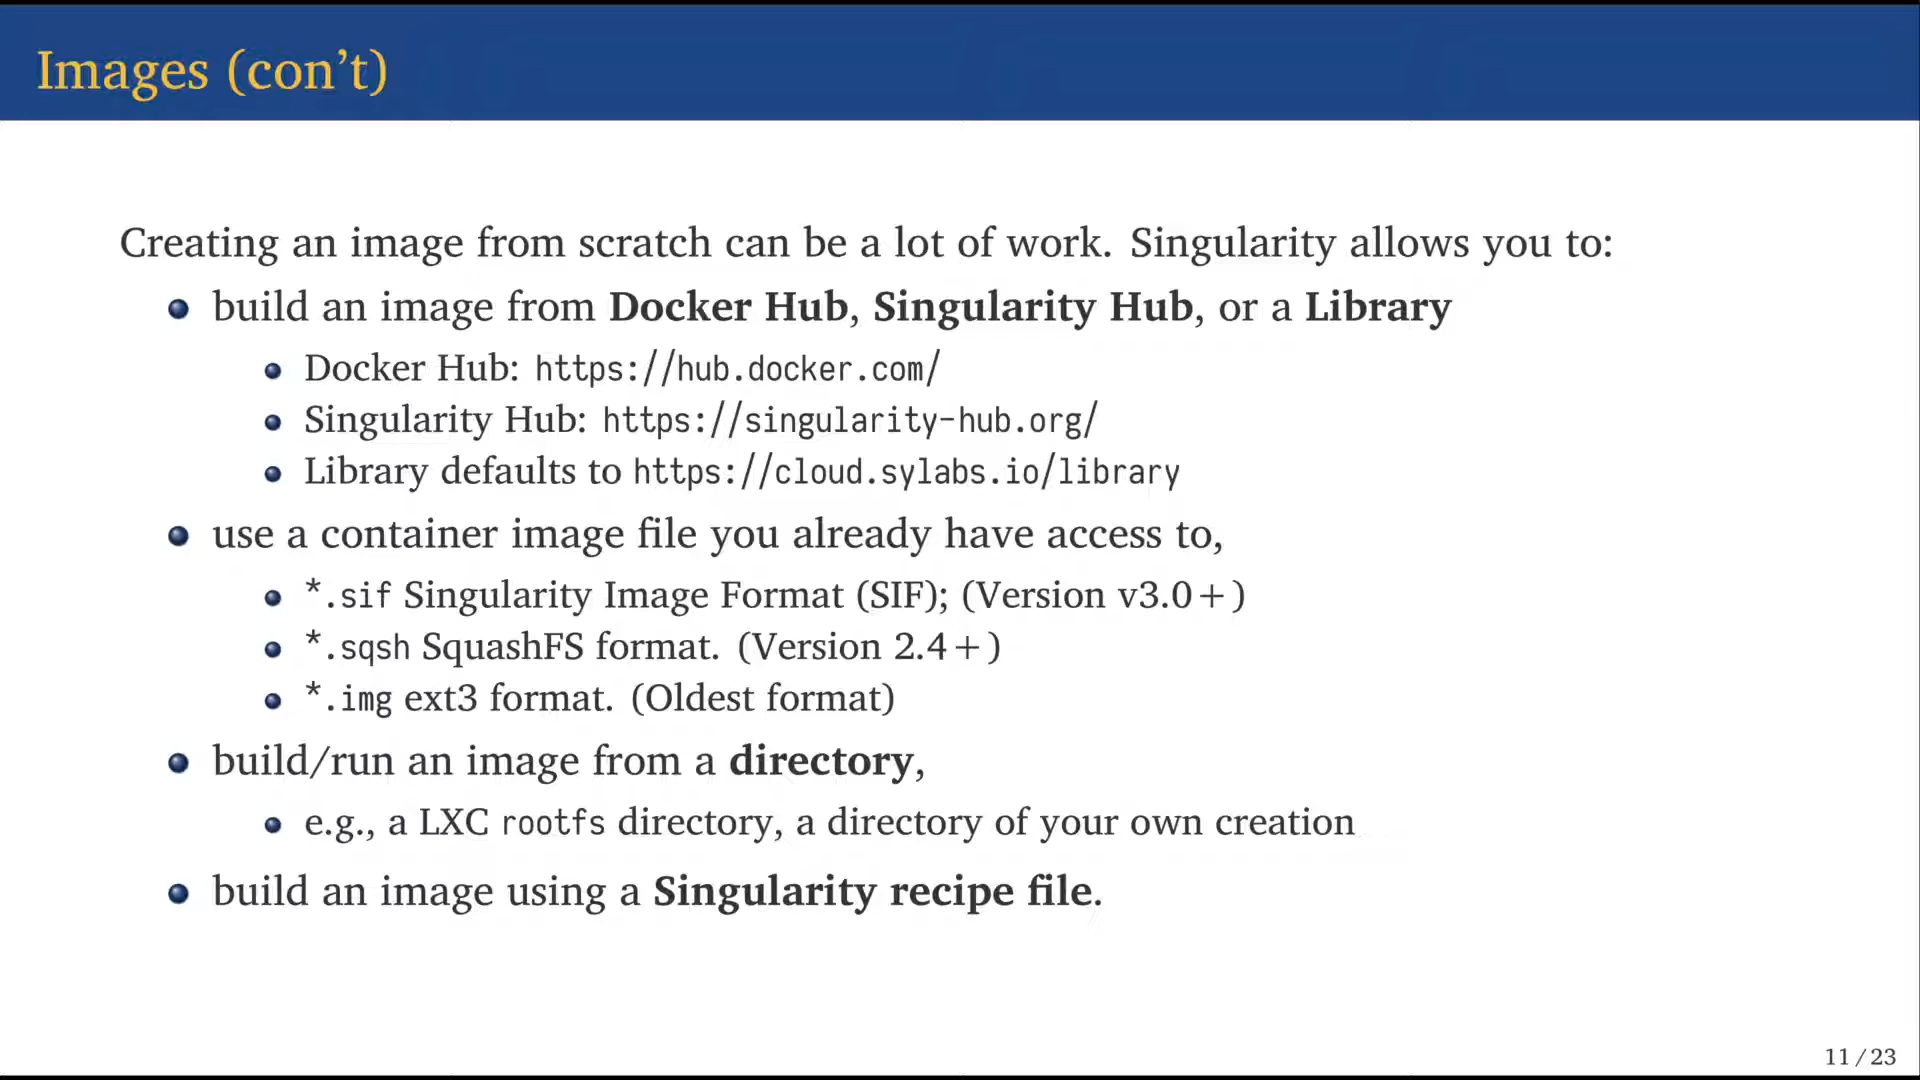 Images (con’t)
Creating an image from scratch can be a lot of work. Singularity allows you to:
build an image from Docker Hub, Singularity Hub, or a Library
Docker Hub: https://hub.docker.com/
Singularity Hub: https://singularity-hub.org/
Library defaults to https://cloud.sylabs.io/library
use a container image file you already have access to,
*.sif Singularity Image Format (SIF); (Version v3.0+)
*.sqsh SquashFS format. (Version 2.4+)
*.img ext3 format. (Oldest format)
build/run an image from a directory,
e.g., a LXC rootfs directory, a directory of your own creation
build an image using a Singularity recipe file.
11/23